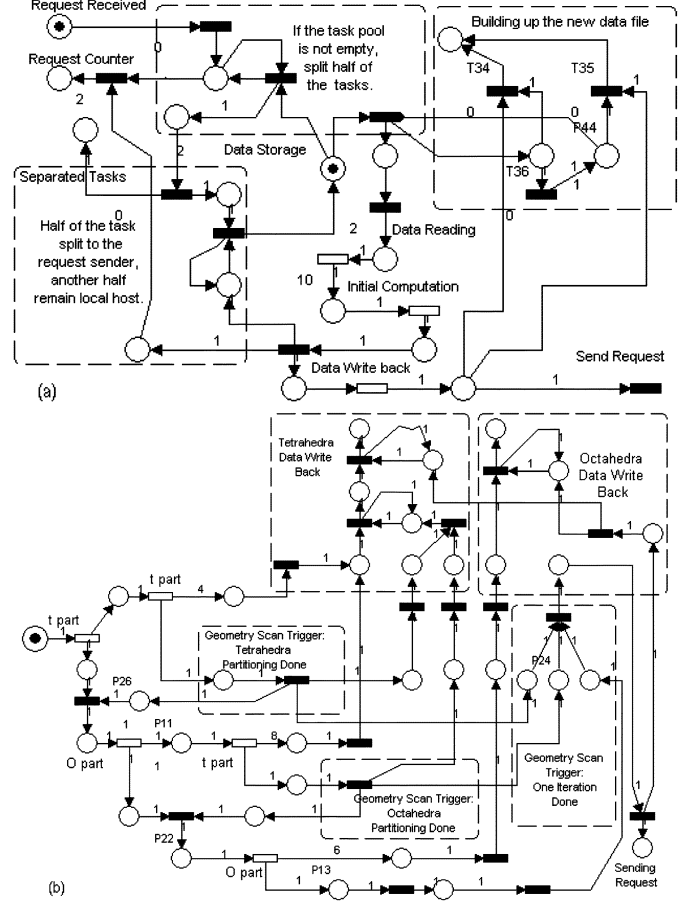 Request Received
0
If the task pool
is not empty,
split half of
the tasks.
Building up the new data file
Request Counter
T34
T35
1
1
2
1
0
0
P44
2
Data Storage
T36
1
1
Separated Tasks
1
1
0
0
Half of the task
split to the
request sender,
another half
remain local host.
2
Data Reading
1
10
Initial Computation
1
1
1
Data Write back
Send Request
1
1
(a)
Tetrahedra
Data Write
Back
Octahedra
Data Write
Back
1
1
1
1
1
1
t part
4
1
1
t part
1
Geometry Scan Trigger:
Tetrahedra
Partitioning Done
P26
1
1
1
1
1
P24
1
1
1
1
P11
1
1
8
1
O part
t part
1
1
Geometry Scan Trigger:
Octahedra
Partitioning Done
Geometry Scan
Trigger:
One Iteration
Done
1
1
P22
1
6
1
O part
P13
1
1
1
1
Sending
Request
(b)